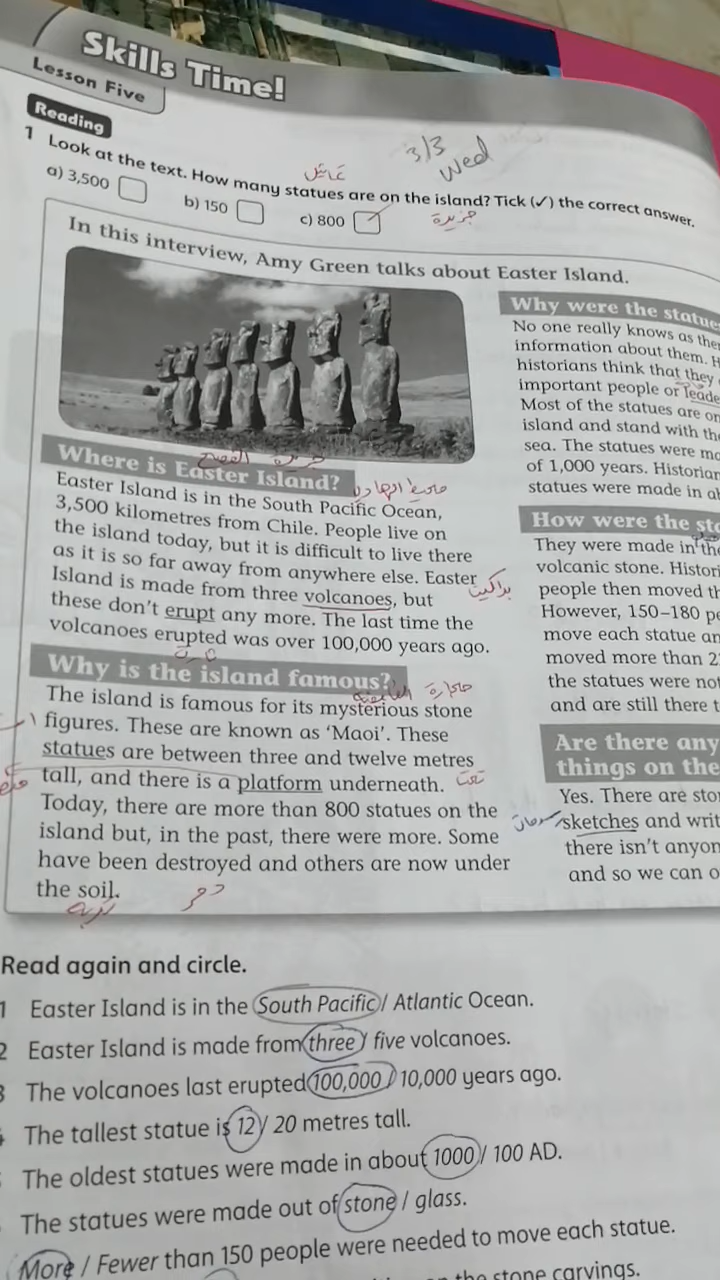 Skills Time!
Lesson Five
Reading
3/3
Wed
1 Look at the text. How many statues are on the island? Tick (✓) the correct answer.
a) 3,500
b) 150
c) 800
جزيرة
In this interview, Amy Green talks about Easter Island.
Where is Easter Island?
Easter Island is in the South Pacific Ocean,
3,500 kilometres from Chile. People live on
the island today, but it is difficult to live there
as it is so far away from anywhere else. Easter
Island is made from three volcanoes, but
these don't erupt any more. The last time the
volcanoes erupted was over 100,000 years ago.
Why is the island famous?
The island is famous for its mysterious stone
figures. These are known as 'Maoi'. These
statues are between three and twelve metres
tall, and there is a platform underneath.
Today, there are more than 800 statues on the
island but, in the past, there were more. Some
have been destroyed and others are now under
the soil.
تربة
Why were the statue
No one really knows as the
information about them. H
historians think that they
important people or leade
Most of the statues are on
island and stand with the
sea. The statues were ma
of 1,000 years. Historian
statues were made in ab
How were the sta
They were made in the
volcanic stone. Histori
people then moved th
However, 150–180 pe
move each statue an
moved more than 2
the statues were not
and are still there t
Are there any
things on the
Yes. There are sto
sketches and writ
there isn't anyon
and so we can o
Read again and circle.
1 Easter Island is in the South Pacific / Atlantic Ocean.
2 Easter Island is made from three / five volcanoes.
3 The volcanoes last erupted 100,000 / 10,000 years ago.
The tallest statue is 12 / 20 metres tall.
The oldest statues were made in about 1000 / 100 AD.
The statues were made out of stone / glass.
More / Fewer than 150 people were needed to move each statue.
the stone carvings.